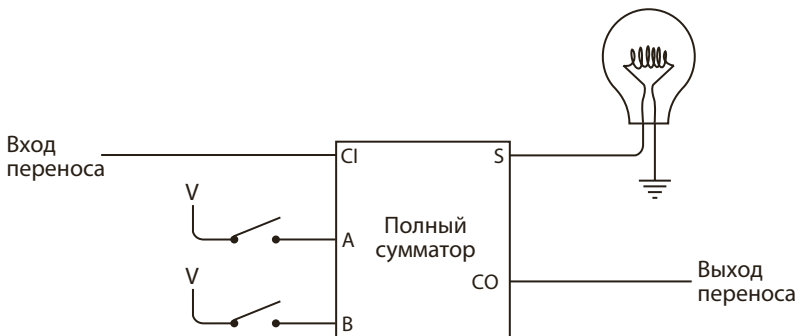 Вход
переноса
CI
S
V
A
Полный
сумматор
CO
Выход
переноса
V
B